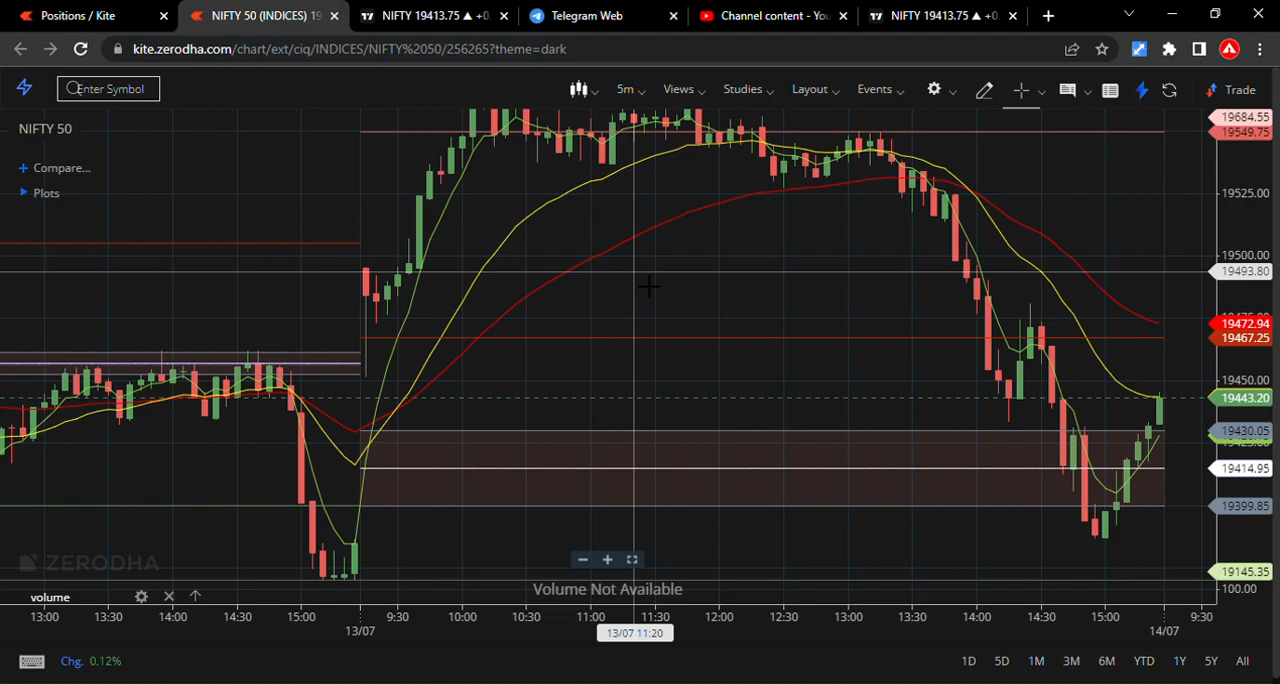 Positions / Kite
NIFTY 50 (INDICES) 19
NIFTY 19413.75 ▲ +0.
Telegram Web
Channel content - You
NIFTY 19413.75 ▲ +0.
kite.zerodha.com/chart/ext/ciq/INDICES/NIFTY%2050/256265?theme=dark
Enter Symbol
5m
Views
Studies
Layout
Events
Trade
NIFTY 50
+ Compare...
Plots
19684.55
19549.75
19525.00
19500.00
19493.80
19472.94
19467.25
19450.00
19443.20
19430.05
19414.95
19399.85
19145.35
100.00
ZERODHA
Volume Not Available
volume
13:00 13:30 14:00 14:30 15:00 9:30 10:00 10:30 11:00 11:30 12:00 12:30 13:00 13:30 14:00 14:30 15:00 9:30
13/07 13/07 11:20 14/07
Chg. 0.12%
1D 5D 1M 3M 6M YTD 1Y 5Y All